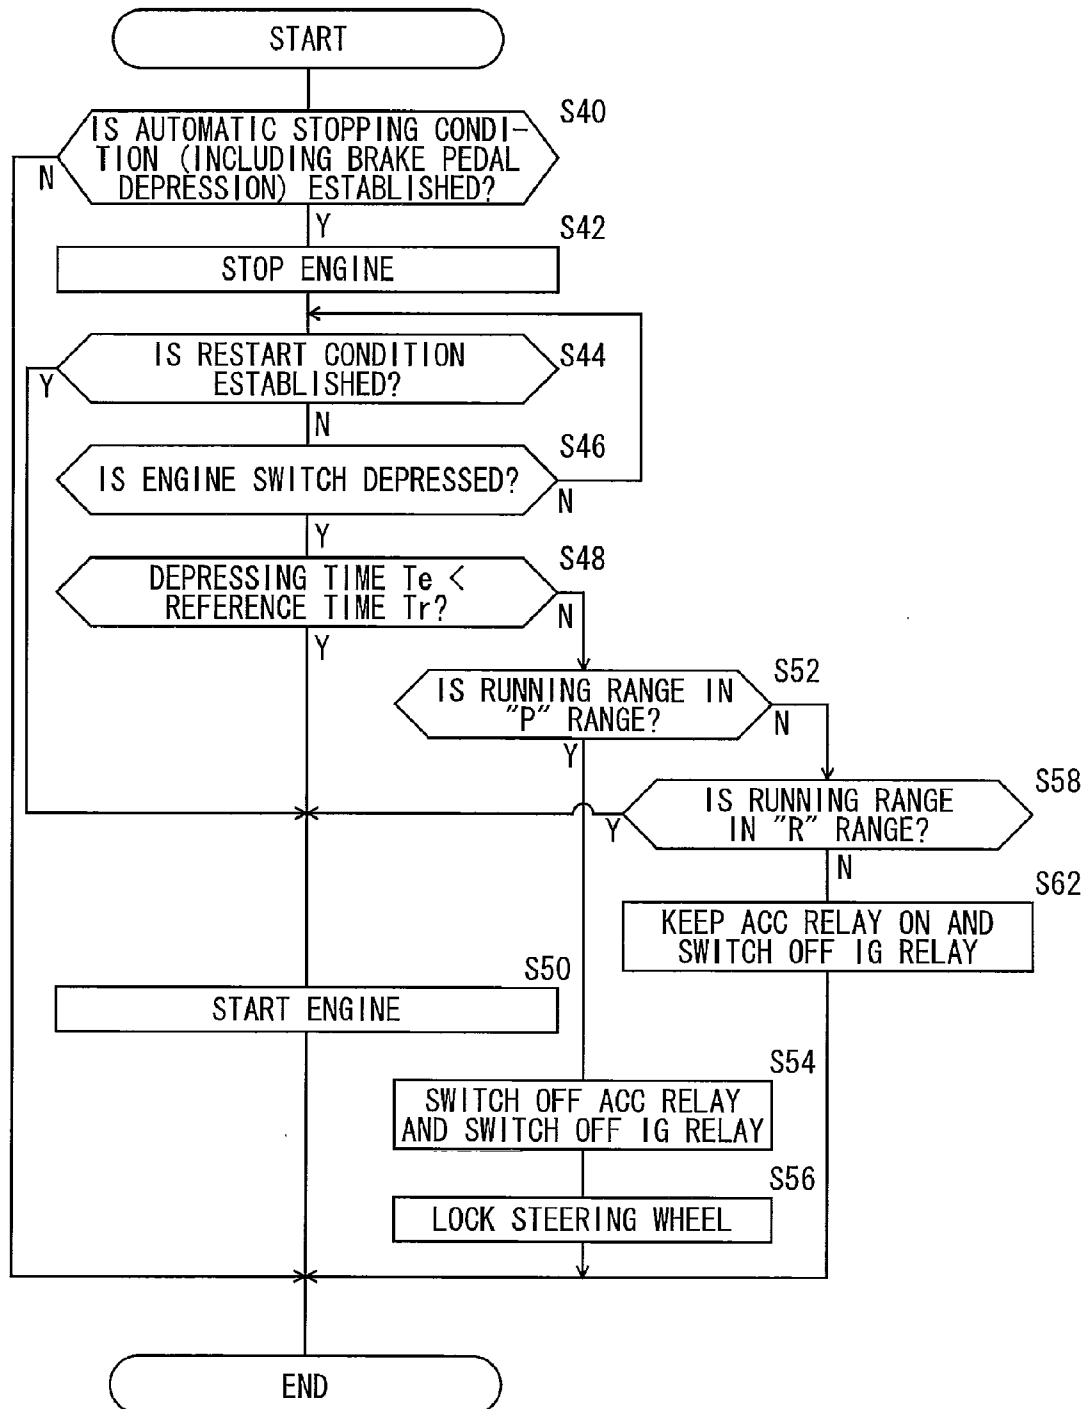 START
S40
IS AUTOMATIC STOPPING CONDI-
TION (INCLUDING BRAKE PEDAL
DEPRESSION) ESTABLISHED?
N
Y
S42
STOP ENGINE
IS RESTART CONDITION
ESTABLISHED?
S44
Y
N
S46
IS ENGINE SWITCH DEPRESSED?
N
Y
S48
DEPRESSING TIME Te <
REFERENCE TIME Tr?
N
Y
S52
IS RUNNING RANGE IN
"P" RANGE?
N
Y
S58
IS RUNNING RANGE
IN "R" RANGE?
Y
N
S62
KEEP ACC RELAY ON AND
SWITCH OFF IG RELAY
S50
START ENGINE
S54
SWITCH OFF ACC RELAY
AND SWITCH OFF IG RELAY
S56
LOCK STEERING WHEEL
END